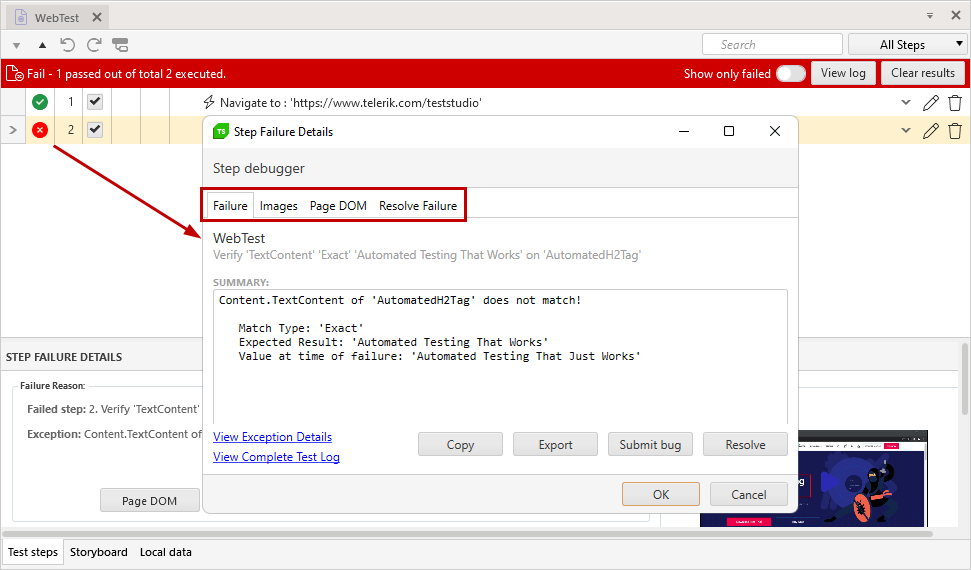 WebTest
Search
All Steps
Fail - 1 passed out of total 2 executed.
Show only failed
View log
Clear results
1
Navigate to : 'https://www.telerik.com/teststudio'
2
TS
Step Failure Details
Step debugger
Failure
Images
Page DOM
Resolve Failure
WebTest
Verify 'TextContent' 'Exact' 'Automated Testing That Works' on 'AutomatedH2Tag'
SUMMARY:
Content.TextContent of 'AutomatedH2Tag' does not match!
Match Type: 'Exact'
Expected Result: 'Automated Testing That Works'
Value at time of failure: 'Automated Testing That Just Works'
View Exception Details
View Complete Test Log
Copy
Export
Submit bug
Resolve
OK
Cancel
STEP FAILURE DETAILS
Failure Reason:
Failed step: 2. Verify 'TextContent'
Exception: Content.TextContent of
Page DOM
Test steps
Storyboard
Local data